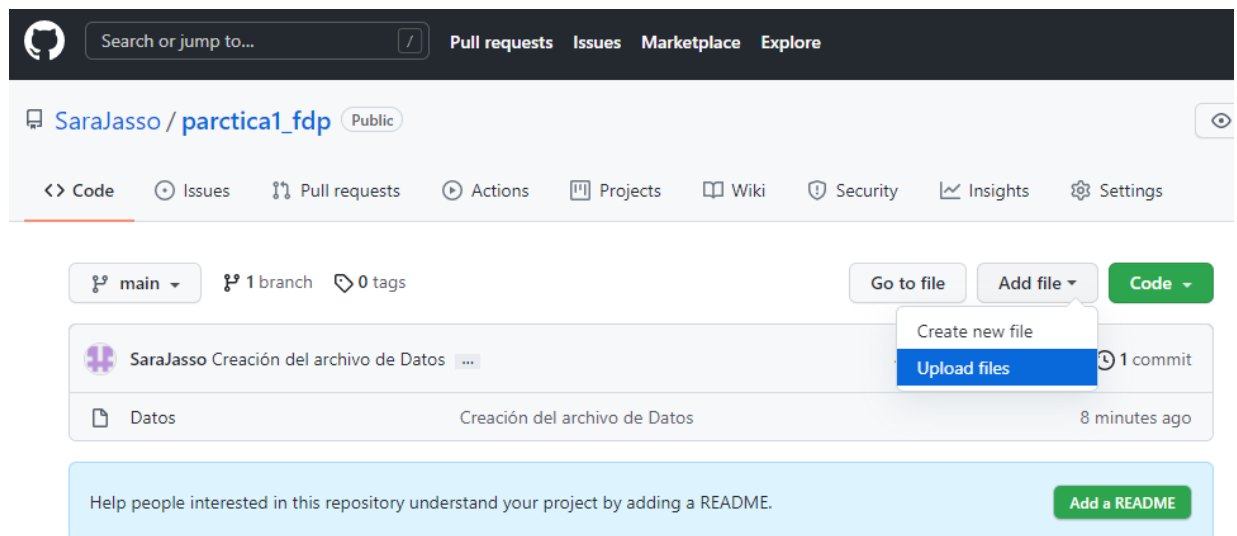 Search or jump to... / Pull requests Issues Marketplace Explore
SaraJasso / parctica1_fdp Public
<> Code Issues Pull requests Actions Projects Wiki Security Insights Settings
main 1 branch 0 tags Go to file Add file Code
Create new file
SaraJasso Creación del archivo de Datos ... 1 commit
Upload files
Datos Creación del archivo de Datos 8 minutes ago
Help people interested in this repository understand your project by adding a README. Add a README